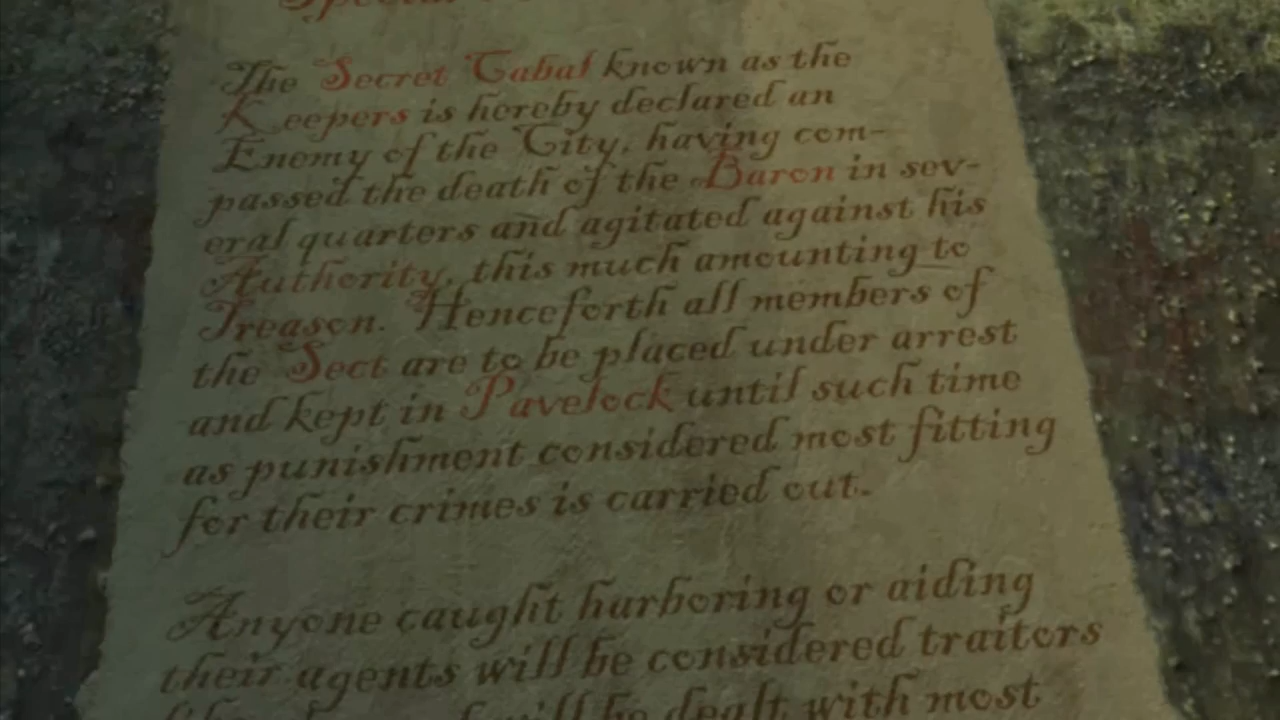 Special
The Secret Cabal known as the
Keepers is hereby declared an
Enemy of the City, having com-
passed the death of the Baron in sev-
eral quarters and agitated against his
Authority, this much amounting to
Treason. Henceforth all members of
the Sect are to be placed under arrest
and kept in Pavelock until such time
as punishment considered most fitting
for their crimes is carried out.
Anyone caught harboring or aiding
their agents will be considered traitors
will be dealt with most